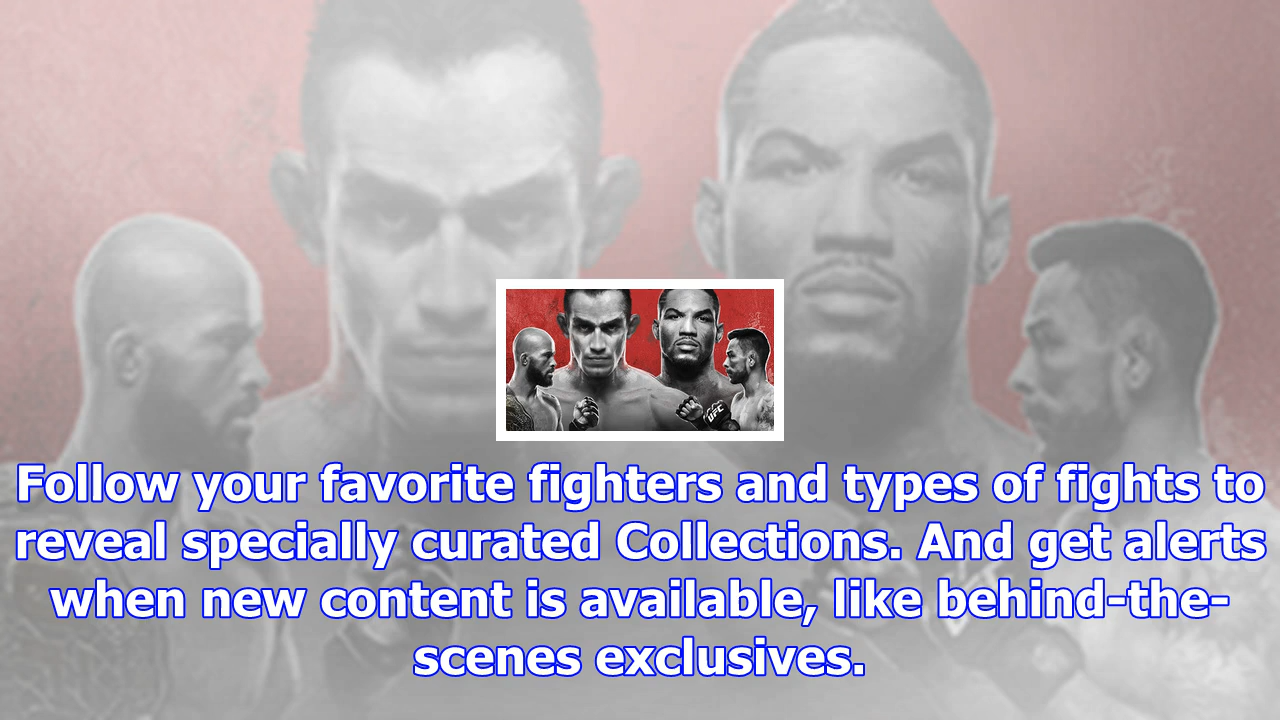 UFC
Follow your favorite fighters and types of fights to
reveal specially curated Collections. And get alerts
when new content is available, like behind-the-
scenes exclusives.